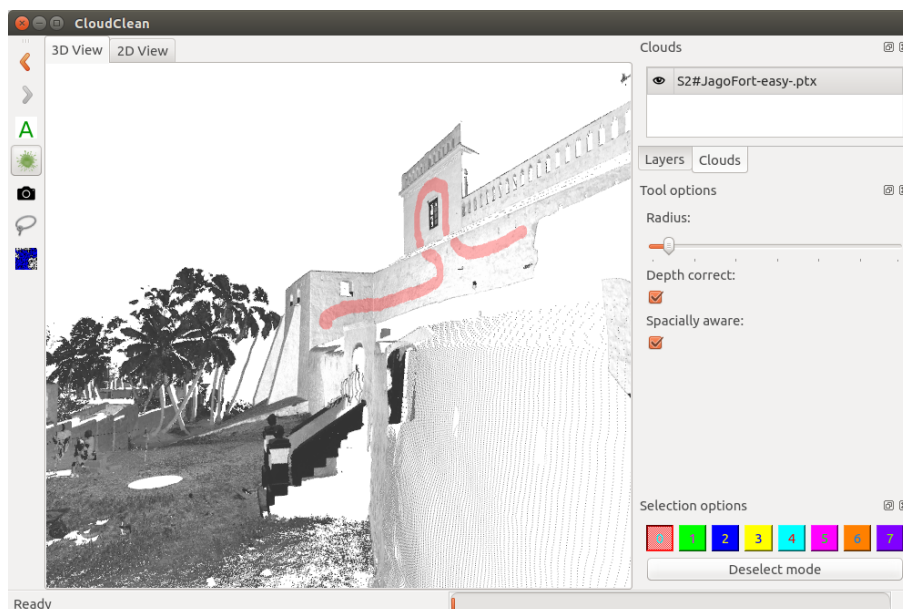 CloudClean
3D View
2D View
A
Clouds
S2#JagoFort-easy-.ptx
Layers
Clouds
Tool options
Radius:
Depth correct:
Spacially aware:
Selection options
0 1 2 3 4 5 6 7
Deselect mode
Ready